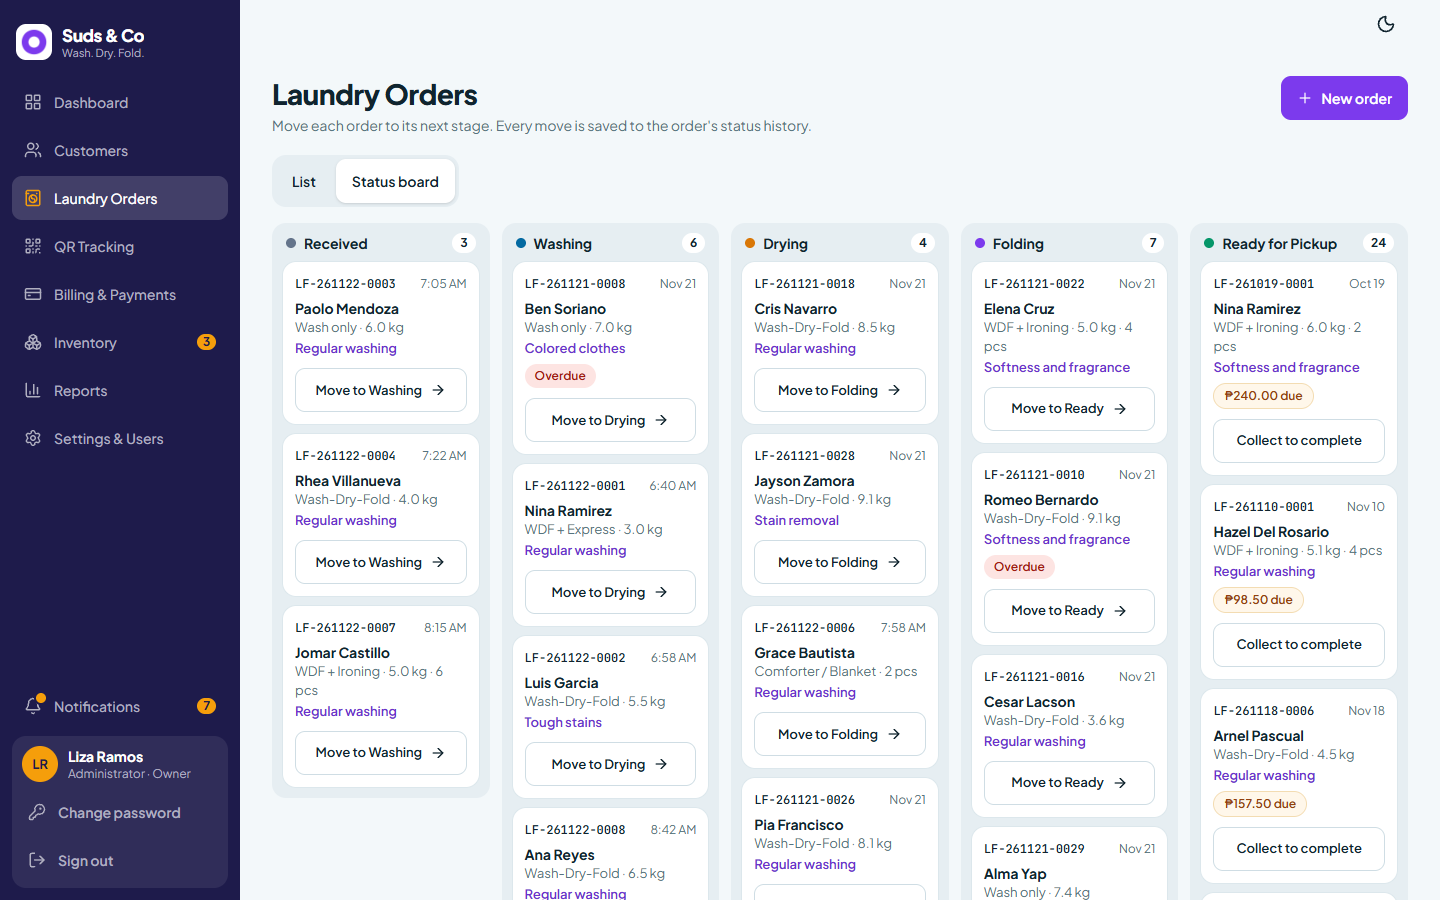 Suds & Co
Wash. Dry. Fold.
Dashboard
Customers
Laundry Orders
QR Tracking
Billing & Payments
Inventory
3
Reports
Settings & Users
Notifications
7
LR
Liza Ramos
Administrator · Owner
Change password
Sign out
Laundry Orders
Move each order to its next stage. Every move is saved to the order's status history.
New order
List
Status board
Received
3
LF-261122-0003
7:05 AM
Paolo Mendoza
Wash only · 6.0 kg
Regular washing
Move to Washing
LF-261122-0004
7:22 AM
Rhea Villanueva
Wash-Dry-Fold · 4.0 kg
Regular washing
Move to Washing
LF-261122-0007
8:15 AM
Jomar Castillo
WDF + Ironing · 5.0 kg · 6
pcs
Regular washing
Move to Washing
Washing
6
LF-261121-0008
Nov 21
Ben Soriano
Wash only · 7.0 kg
Colored clothes
Overdue
Move to Drying
LF-261122-0001
6:40 AM
Nina Ramirez
WDF + Express · 3.0 kg
Regular washing
Move to Drying
LF-261122-0002
6:58 AM
Luis Garcia
Wash-Dry-Fold · 5.5 kg
Tough stains
Move to Drying
LF-261122-0008
8:42 AM
Ana Reyes
Wash-Dry-Fold · 6.5 kg
Regular washing
Drying
4
LF-261121-0018
Nov 21
Cris Navarro
Wash-Dry-Fold · 8.5 kg
Regular washing
Move to Folding
LF-261121-0028
Nov 21
Jayson Zamora
Wash-Dry-Fold · 9.1 kg
Stain removal
Move to Folding
LF-261122-0006
7:58 AM
Grace Bautista
Comforter / Blanket · 2 pcs
Regular washing
Move to Folding
LF-261121-0026
Nov 21
Pia Francisco
Wash-Dry-Fold · 8.1 kg
Regular washing
Folding
7
LF-261121-0022
Nov 21
Elena Cruz
WDF + Ironing · 5.0 kg · 4
pcs
Softness and fragrance
Move to Ready
LF-261121-0010
Nov 21
Romeo Bernardo
Wash-Dry-Fold · 9.1 kg
Softness and fragrance
Overdue
Move to Ready
LF-261121-0016
Nov 21
Cesar Lacson
Wash-Dry-Fold · 3.6 kg
Regular washing
Move to Ready
LF-261121-0029
Nov 21
Alma Yap
Wash only · 7.4 kg
Ready for Pickup
24
LF-261019-0001
Oct 19
Nina Ramirez
WDF + Ironing · 6.0 kg · 2
pcs
Softness and fragrance
₱240.00 due
Collect to complete
LF-261110-0001
Nov 10
Hazel Del Rosario
WDF + Ironing · 5.1 kg · 4 pcs
Regular washing
₱98.50 due
Collect to complete
LF-261118-0006
Nov 18
Arnel Pascual
Wash-Dry-Fold · 4.5 kg
Regular washing
₱157.50 due
Collect to complete